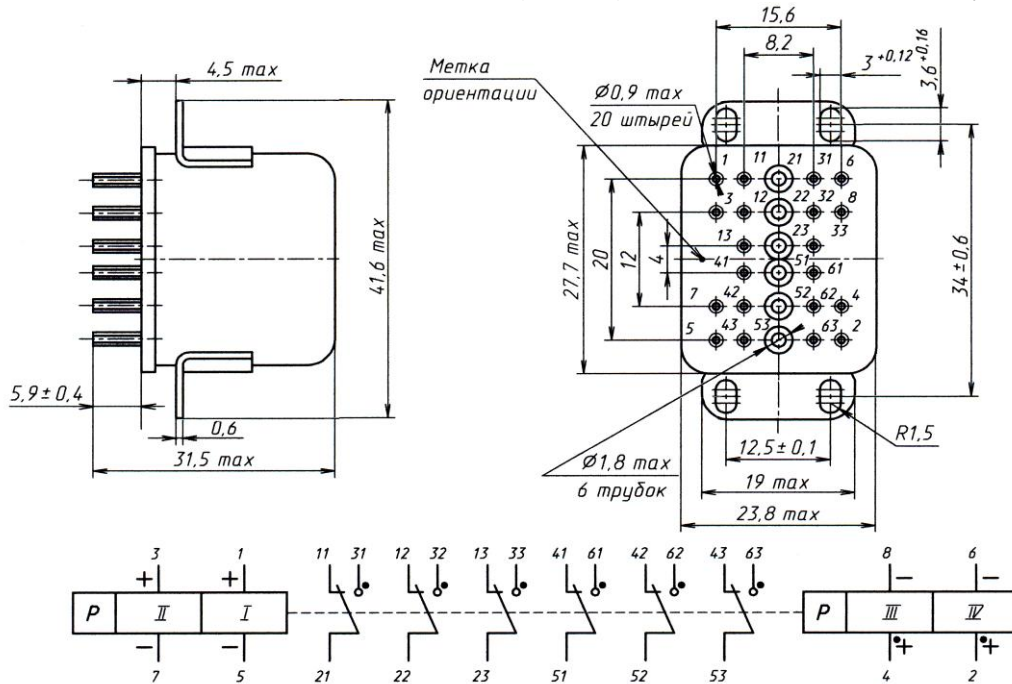 4,5 max
41,6 max
5,9±0,4
0,6
31,5 max
15,6
8,2
3 +0,12
3,6 +0,16
Метка
ориентации
Ø0,9 max
20 штырей
1 11 21 31 6
3 12 22 32 8
13 23 33
41 51 61
7 42 52 62 4
5 43 53 63 2
27,7 max
20
12
4
34±0,6
R1,5
12,5±0,1
Ø1,8 max
6 трубок
19 max
23,8 max
3 1 11 31 12 32 13 33 41 61 42 62 43 63 8 6
+ + − −
P II I P III IV
− − + +
7 5 21 22 23 51 52 53 4 2